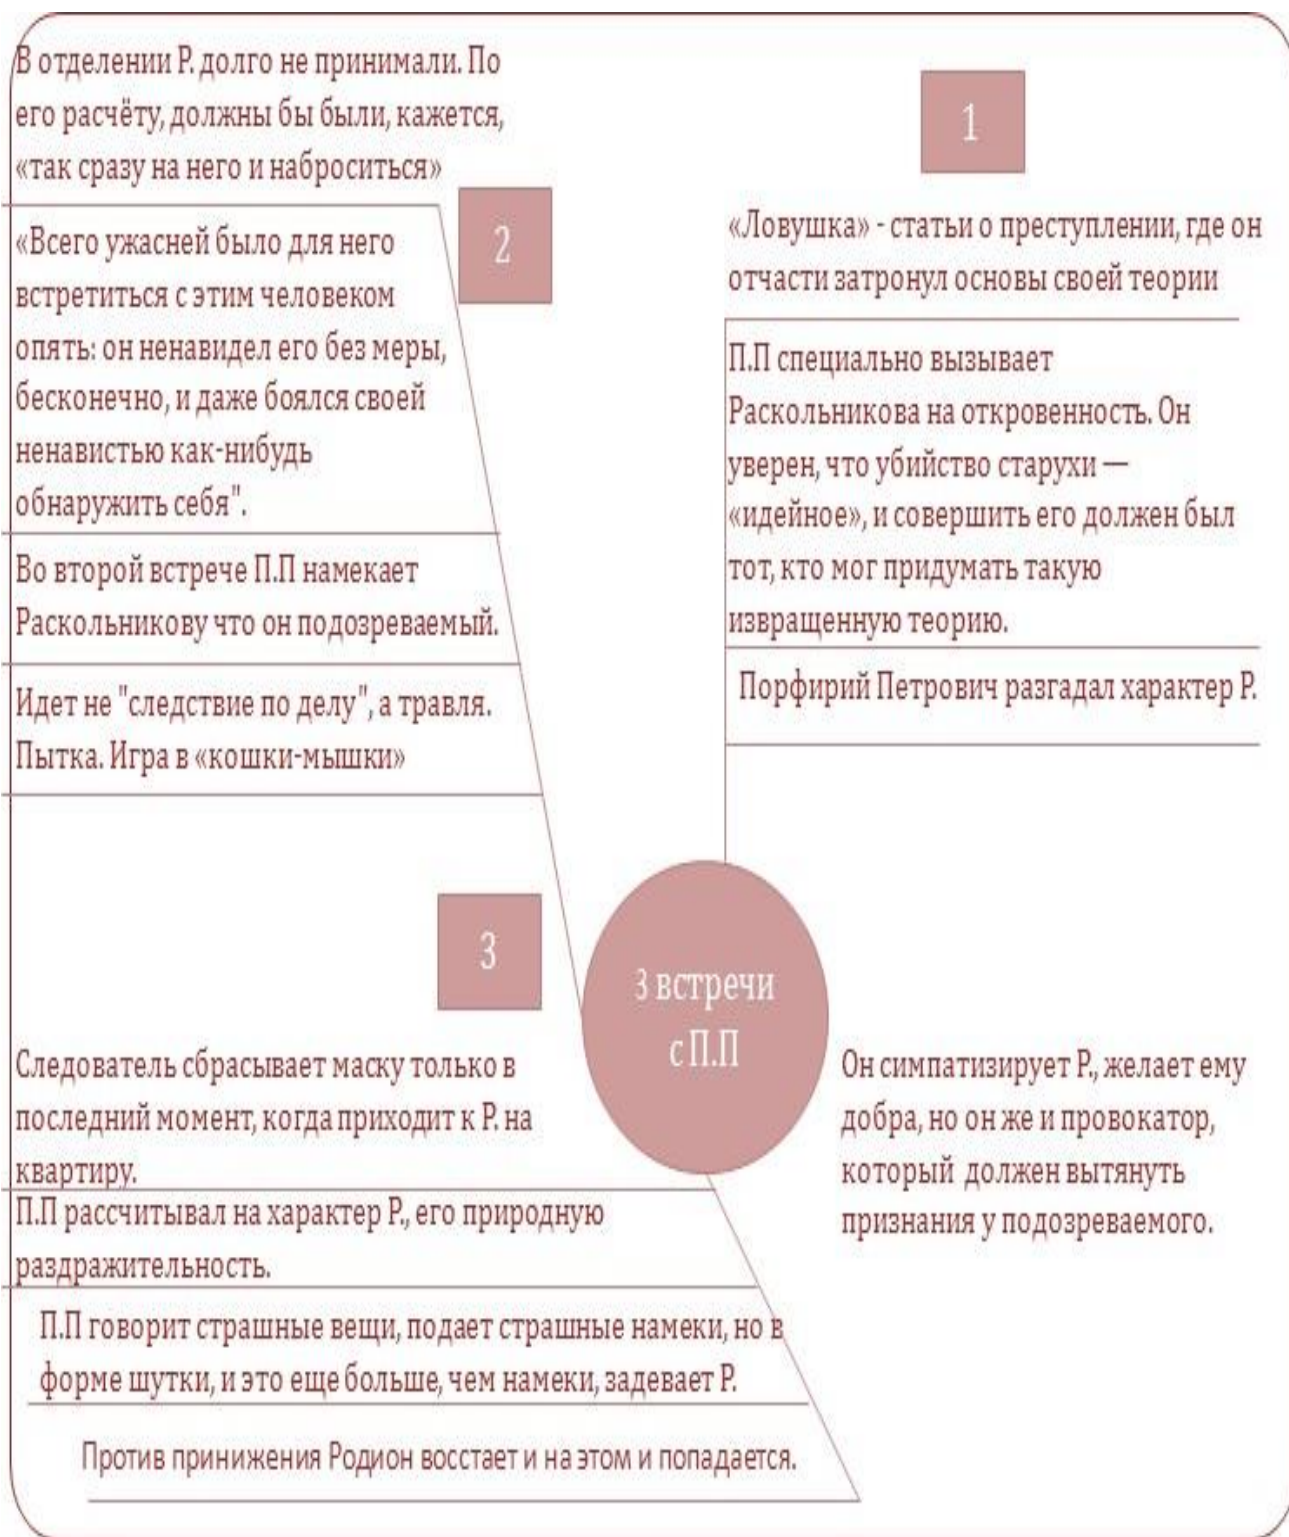 1
«Ловушка» - статьи о преступлении, где он
отчасти затронул основы своей теории
П.П специально вызывает
Раскольникова на откровенность. Он
уверен, что убийство старухи —
«идейное», и совершить его должен был
тот, кто мог придумать такую
извращенную теорию.
Порфирий Петрович разгадал характер Р.
2
В отделении Р. долго не принимали. По
его расчёту, должны бы были, кажется,
«так сразу на него и наброситься»
«Всего ужасней было для него
встретиться с этим человеком
опять: он ненавидел его без меры,
бесконечно, и даже боялся своей
ненавистью как-нибудь
обнаружить себя".
Во второй встрече П.П намекает
Раскольникову что он подозреваемый.
Идет не "следствие по делу", а травля.
Пытка. Игра в «кошки-мышки»
3
Следователь сбрасывает маску только в
последний момент, когда приходит к Р. на
квартиру.
П.П рассчитывал на характер Р., его природную
раздражительность.
П.П говорит страшные вещи, подает страшные намеки, но в
форме шутки, и это еще больше, чем намеки, задевает Р.
Против принижения Родион восстает и на этом и попадается.
3 встречи
с П.П
Он симпатизирует Р., желает ему
добра, но он же и провокатор,
который должен вытянуть
признания у подозреваемого.